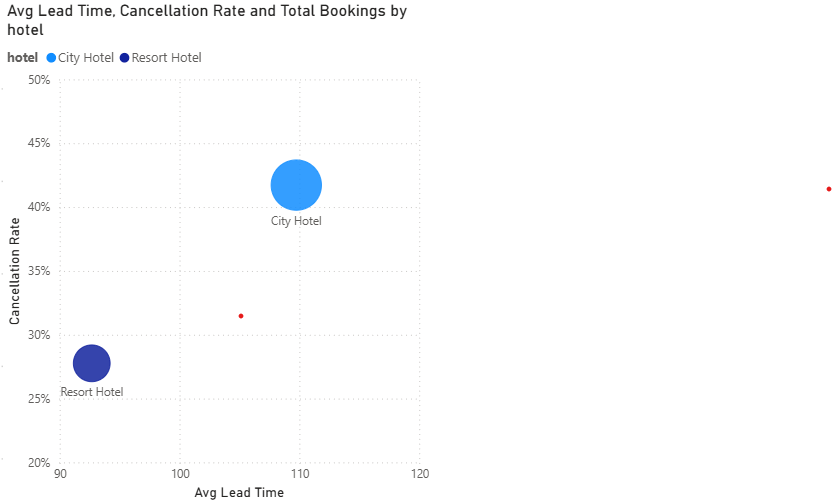 Avg Lead Time, Cancellation Rate and Total Bookings by
hotel
hotel City Hotel Resort Hotel
50%
45%
40%
35%
30%
25%
20%
Cancellation Rate
City Hotel
Resort Hotel
90 100 110 120
Avg Lead Time